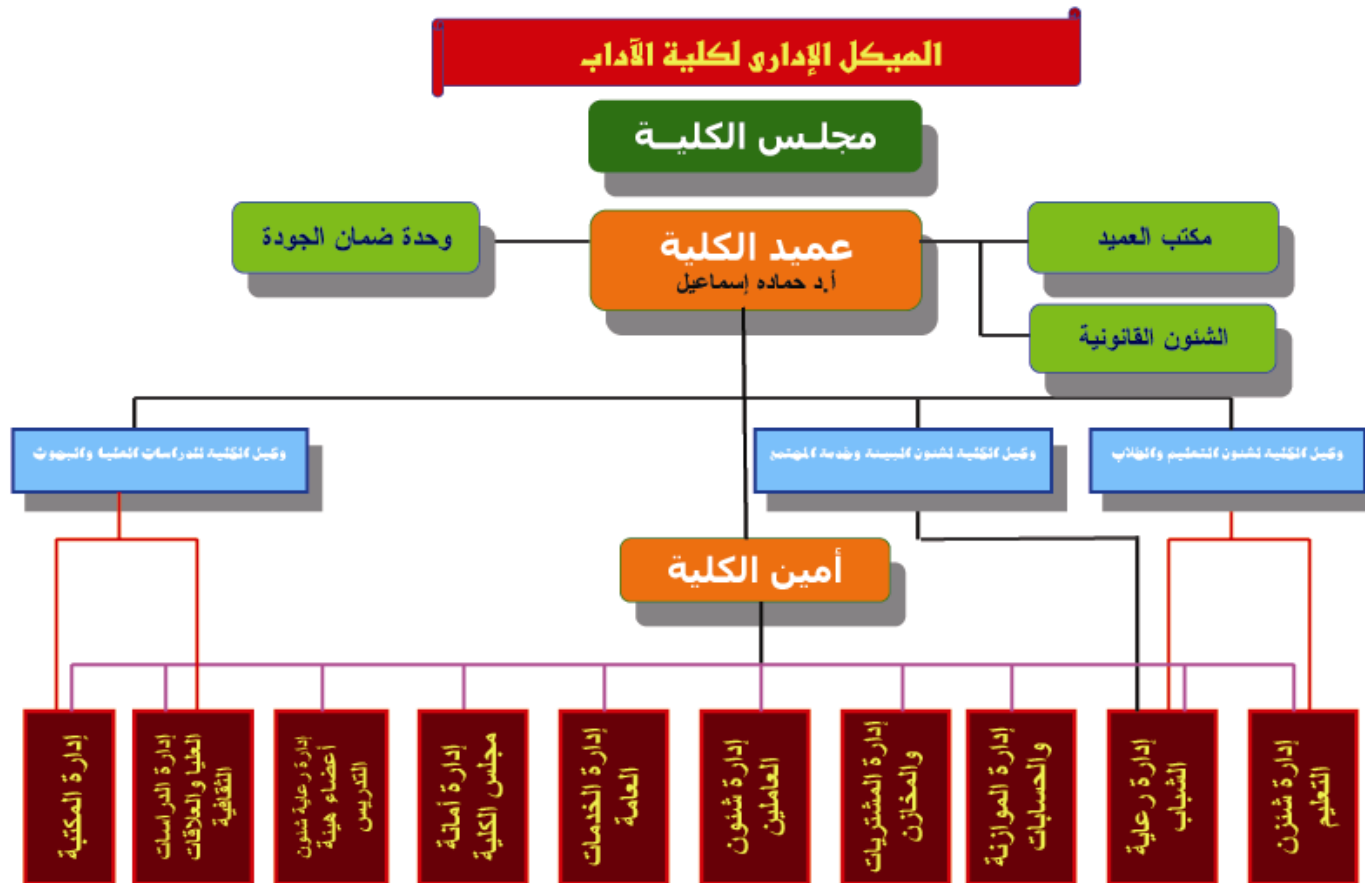 الهيكل الإدارى لكلية الآداب
مجلـس الكليــة
مكتب العميد
عميد الكلية
أ.د حماده إسماعيل
وحدة ضمان الجودة
الشئون القانونية
وكيل الكلية لشئون التعليم والطلاب
وكيل الكلية لشئون البيئة وخدمة المجتمع
وكيل الكلية للدراسات العليا والبحوث
أمين الكلية
إدارة شئزن
التعليم
إدارة رعاية
الشباب
إدارة الموازنة
والحسابات
إدارة المشتريات
والمخازن
إدارة شئون
العاملين
إدارة الخدمات
العامة
إدارة أمانة
مجلس الكلية
إدارة رعاية شئون
أعضاء هيئة
التدريس
إدارة الدراسات
العليا والعلاقات
الثقافية
إدارة المكتبة